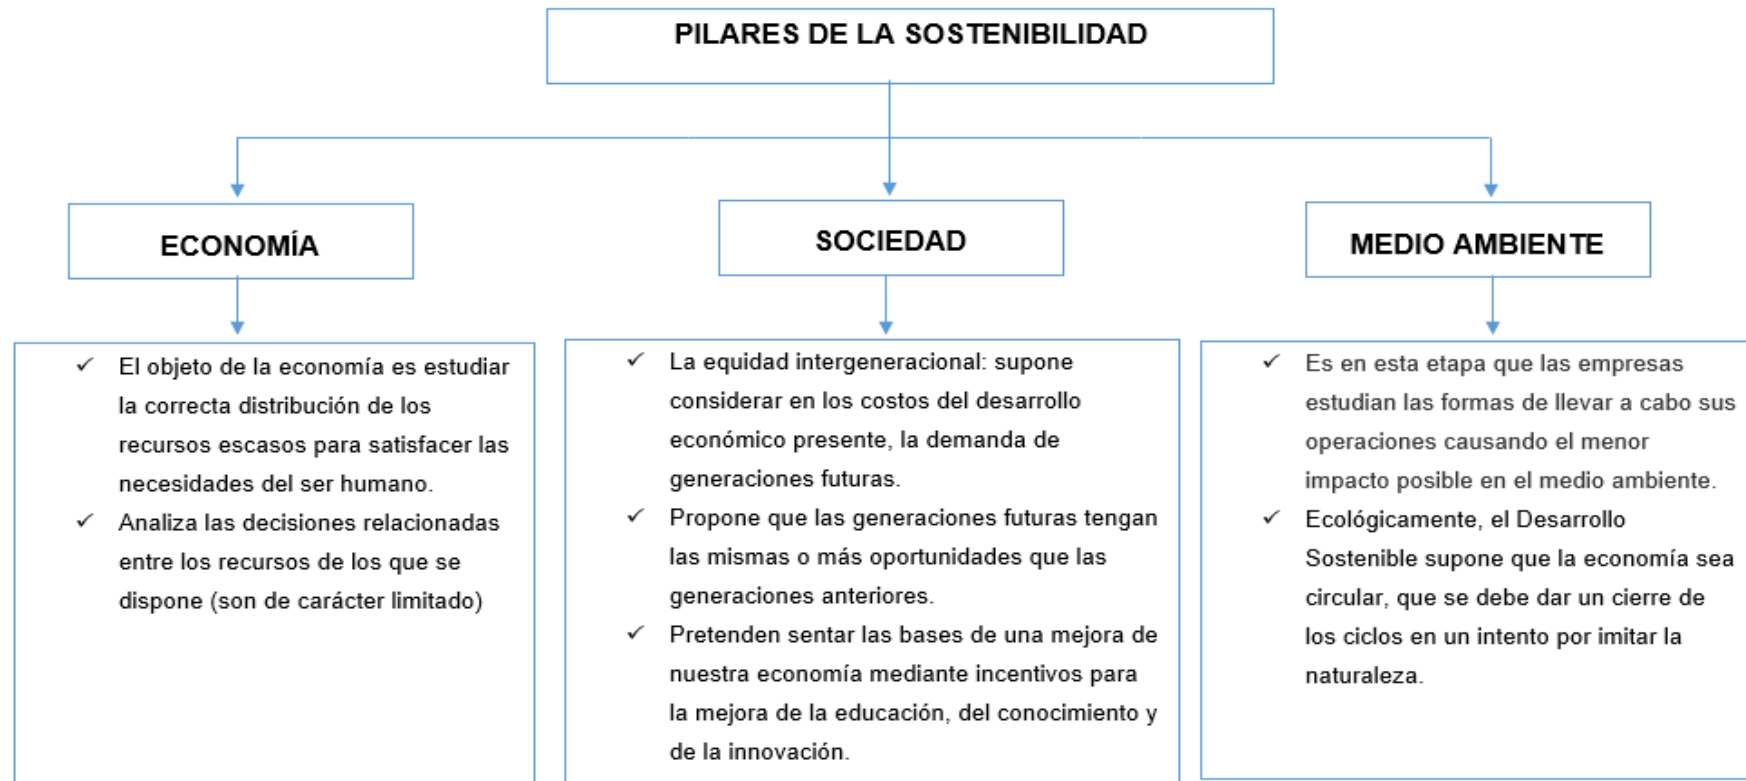 PILARES DE LA SOSTENIBILIDAD
ECONOMÍA
✓ El objeto de la economía es estudiar
la correcta distribución de los
recursos escasos para satisfacer las
necesidades del ser humano.
✓ Analiza las decisiones relacionadas
entre los recursos de los que se
dispone (son de carácter limitado)
SOCIEDAD
✓ La equidad intergeneracional: supone
considerar en los costos del desarrollo
económico presente, la demanda de
generaciones futuras.
✓ Propone que las generaciones futuras tengan
las mismas o más oportunidades que las
generaciones anteriores.
✓ Pretenden sentar las bases de una mejora de
nuestra economía mediante incentivos para
la mejora de la educación, del conocimiento y
de la innovación.
MEDIO AMBIENTE
✓ Es en esta etapa que las empresas
estudian las formas de llevar a cabo sus
operaciones causando el menor
impacto posible en el medio ambiente.
✓ Ecológicamente, el Desarrollo
Sostenible supone que la economía sea
circular, que se debe dar un cierre de
los ciclos en un intento por imitar la
naturaleza.